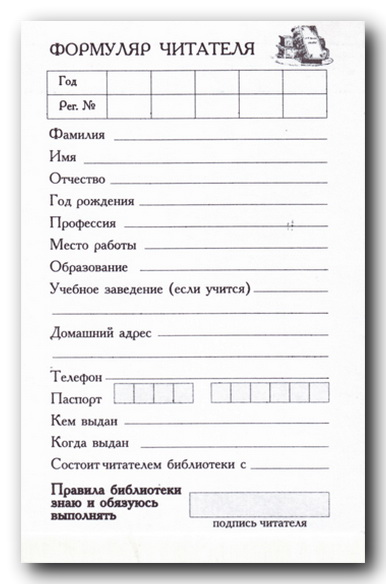 ФОРМУЛЯР ЧИТАТЕЛЯ
Год
Рег. №
Фамилия
Имя
Отчество
Год рождения
Профессия
Место работы
Образование
Учебное заведение (если учится)
Домашний адрес
Телефон
Паспорт
Кем выдан
Когда выдан
Состоит читателем библиотеки с
Правила библиотеки
знаю и обязуюсь
выполнять
подпись читателя